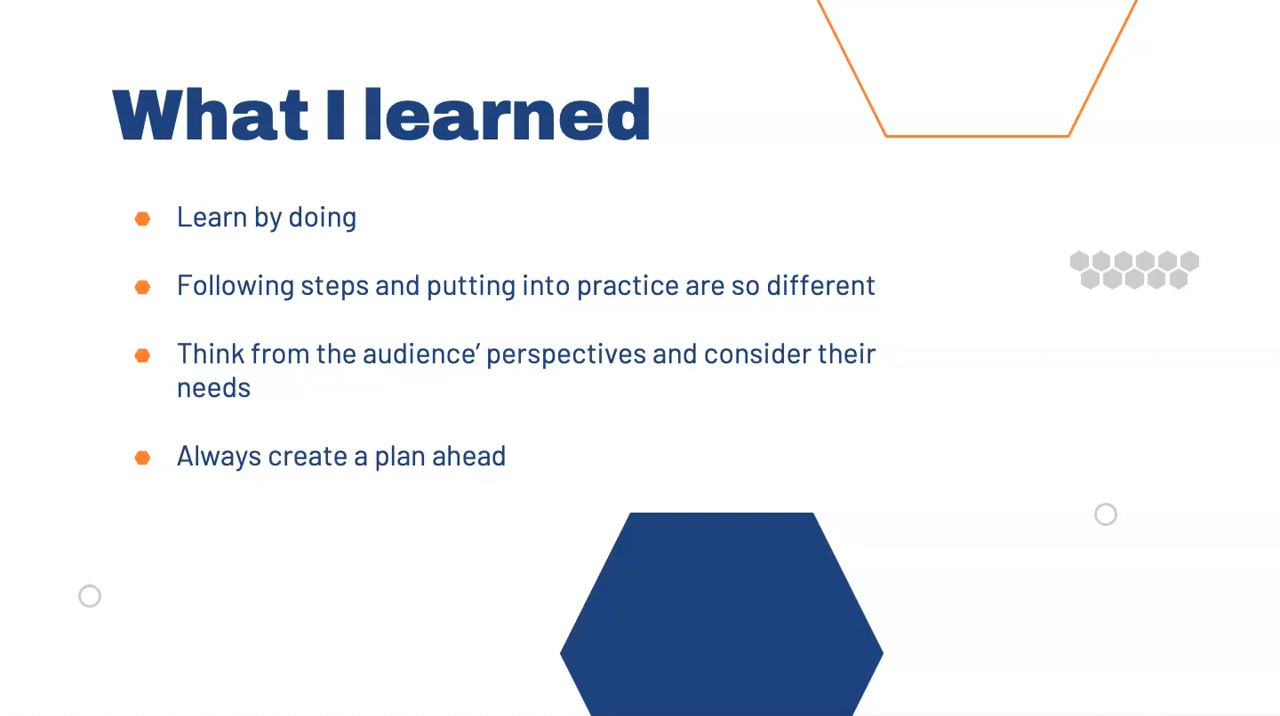 What I learned
Learn by doing
Following steps and putting into practice are so different
Think from the audience’ perspectives and consider their
needs
Always create a plan ahead